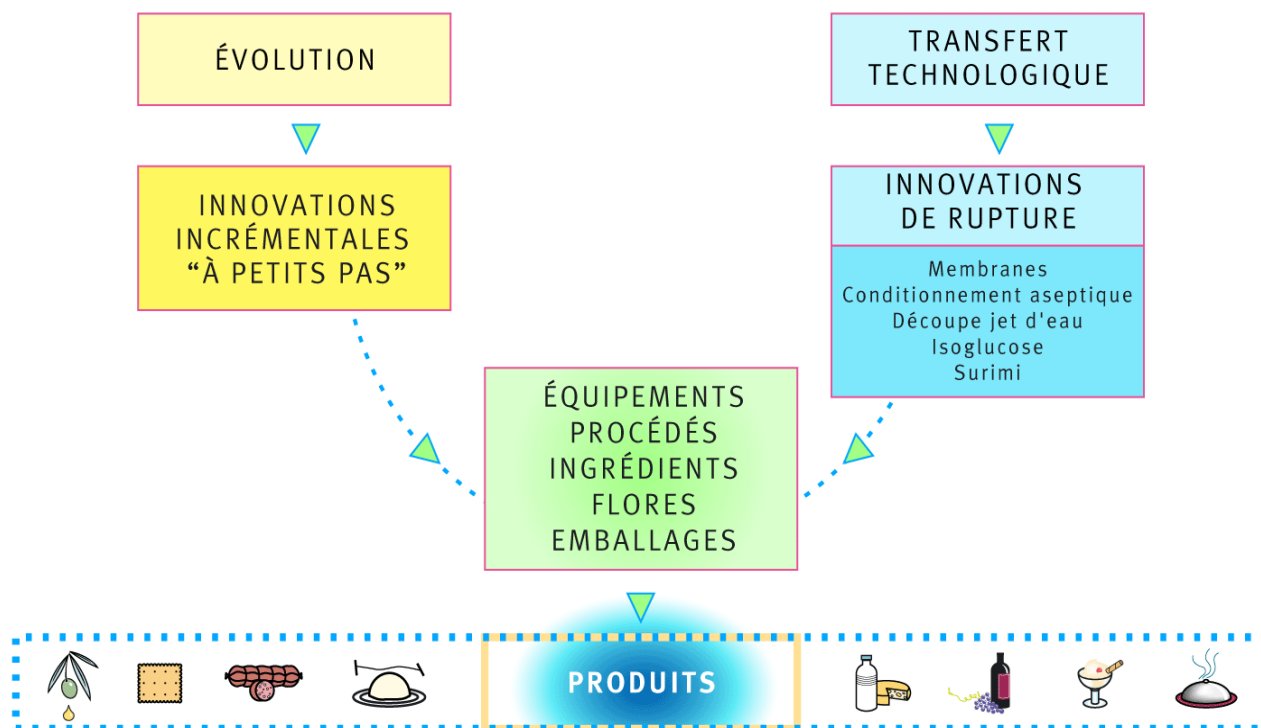 ÉVOLUTION
TRANSFERT
TECHNOLOGIQUE
INNOVATIONS
INCRÉMENTALES
“À PETITS PAS”
INNOVATIONS
DE RUPTURE
Membranes
Conditionnement aseptique
Découpe jet d'eau
Isoglucose
Surimi
ÉQUIPEMENTS
PROCÉDÉS
INGRÉDIENTS
FLORES
EMBALLAGES
PRODUITS